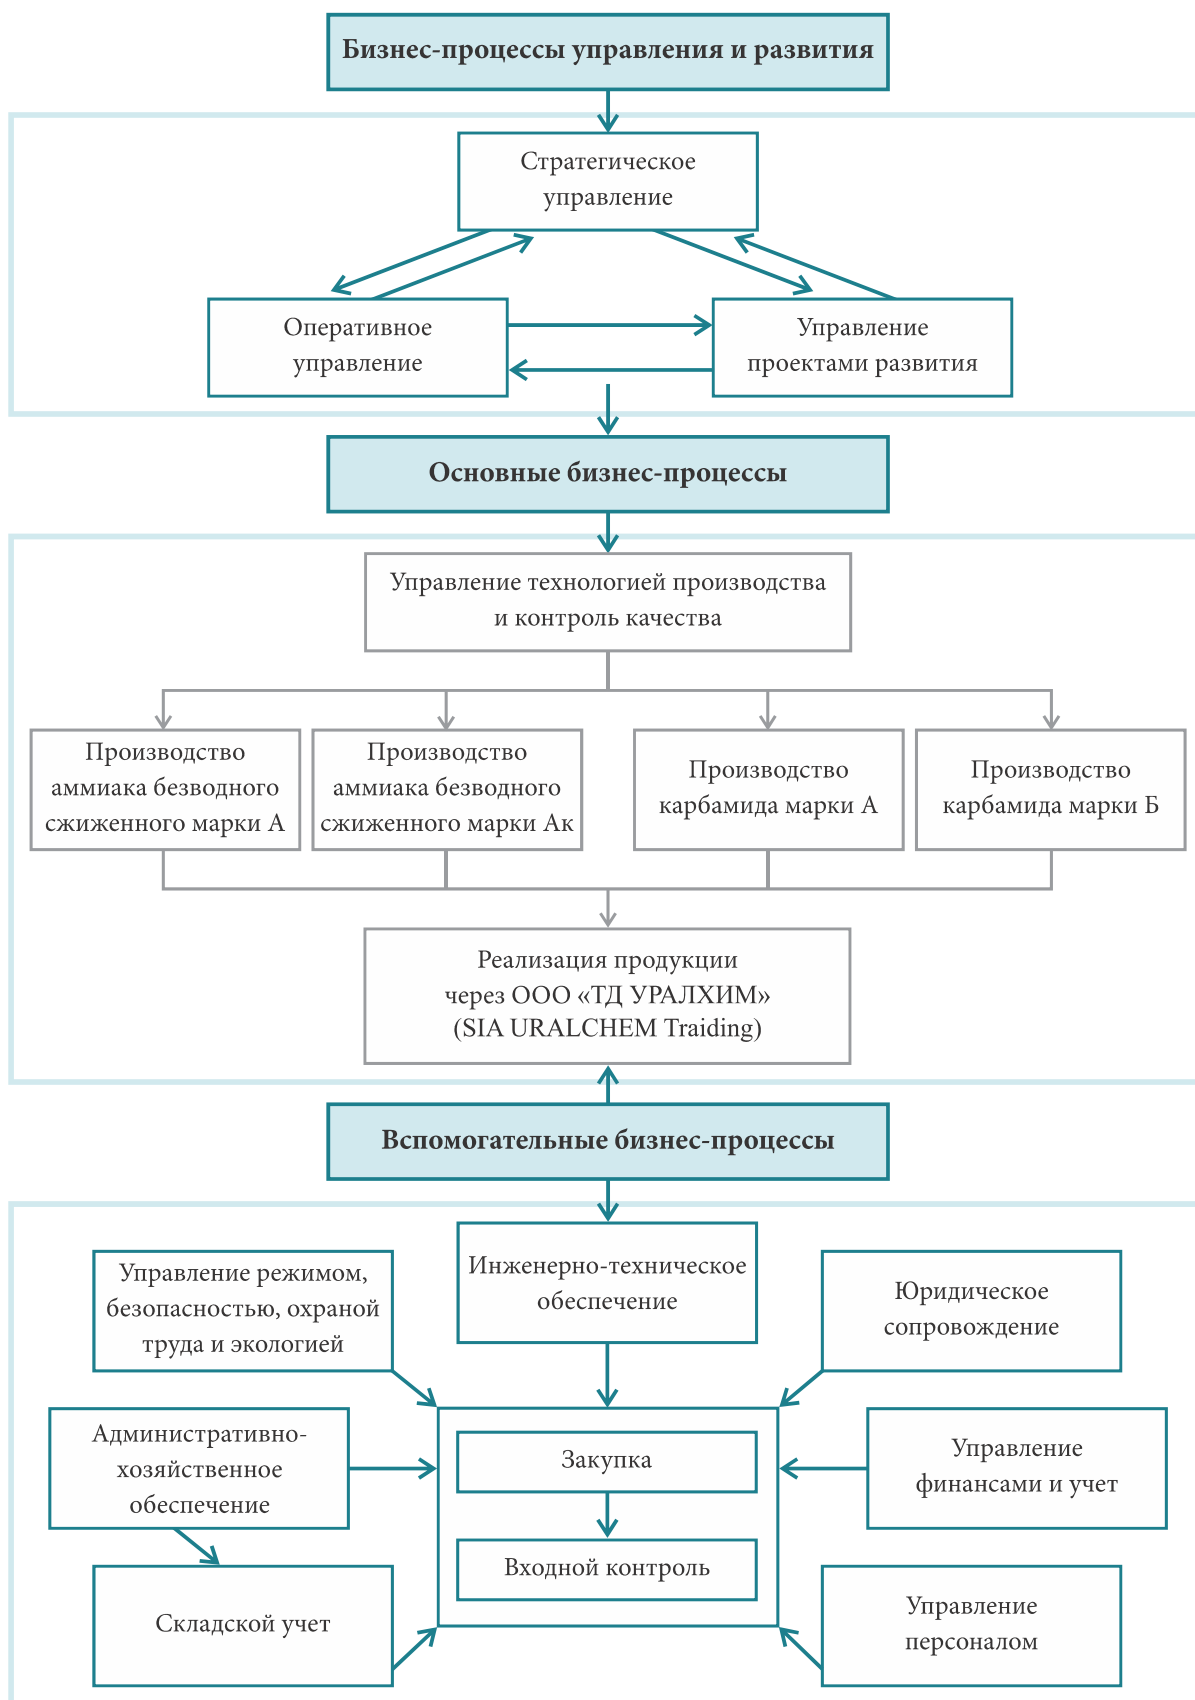 Бизнес-процессы управления и развития
Стратегическое
управление
Оперативное
управление
Управление
проектами развития
Основные бизнес-процессы
Управление технологией производства
и контроль качества
Производство
аммиака безводного
сжиженного марки А
Производство
аммиака безводного
сжиженного марки Ак
Производство
карбамида марки А
Производство
карбамида марки Б
Реализация продукции
через ООО «ТД УРАЛХИМ»
(SIA URALCHEM Traiding)
Вспомогательные бизнес-процессы
Управление режимом,
безопасностью, охраной
труда и экологией
Инженерно-техническое
обеспечение
Юридическое
сопровождение
Административно-
хозяйственное
обеспечение
Закупка
Управление
финансами и учет
Входной контроль
Складской учет
Управление
персоналом